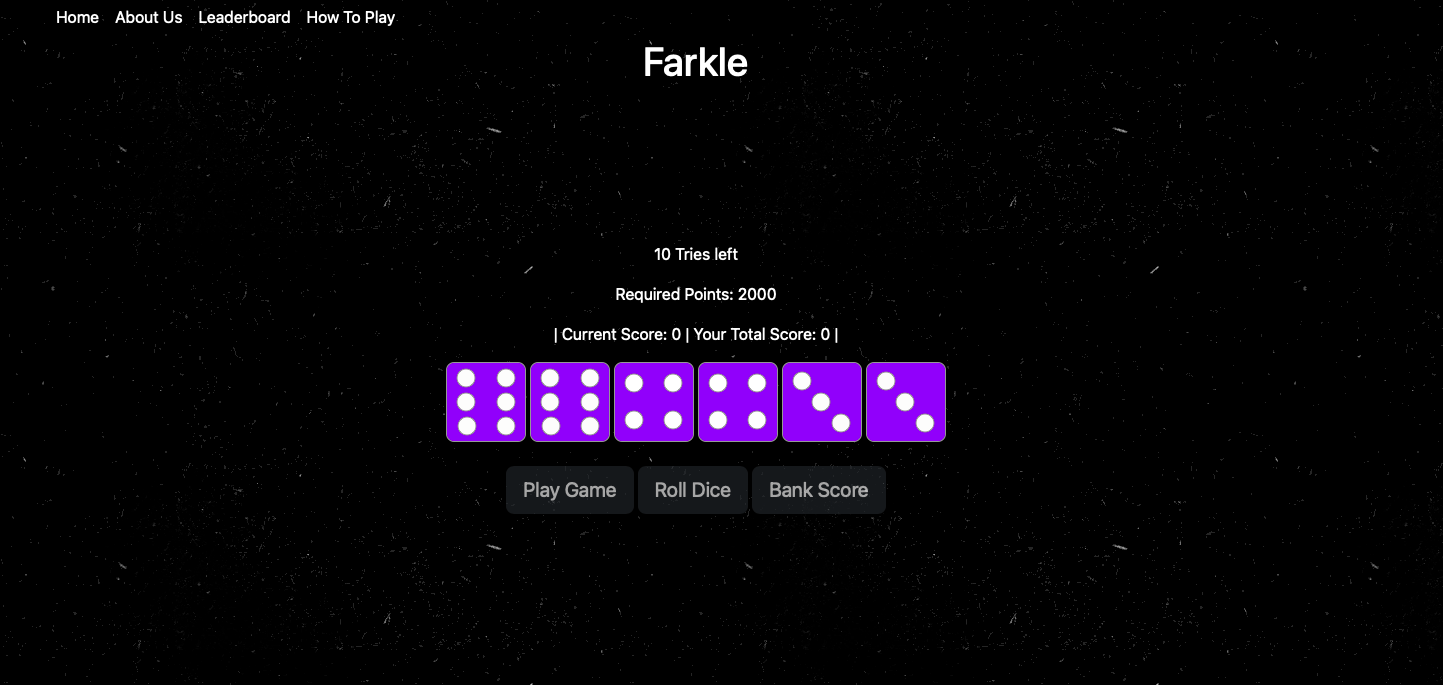 Home About Us Leaderboard How To Play
Farkle
10 Tries left
Required Points: 2000
| Current Score: 0 | Your Total Score: 0 |
Play Game Roll Dice Bank Score